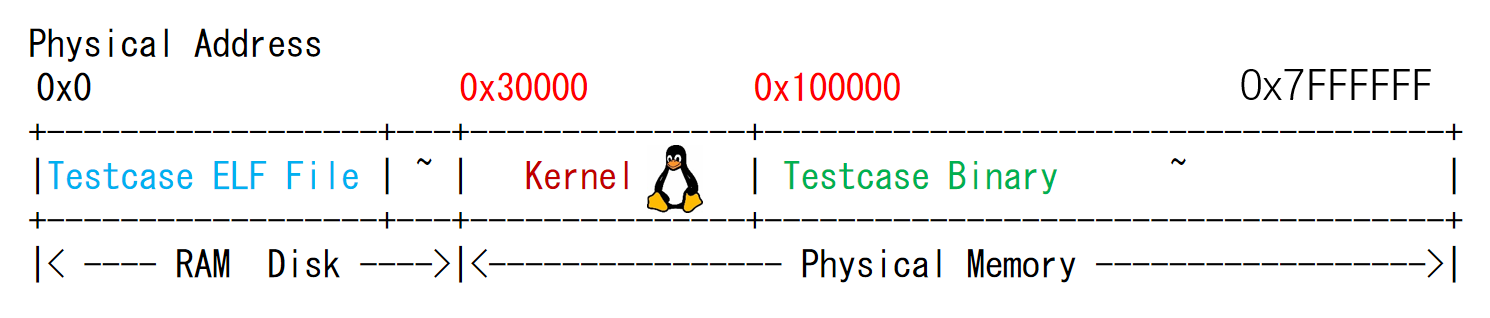 Physical Address
0x0 0x30000 0x100000 0x7FFFFFF
+------------------+---+---------------+-------------------------------------+
|Testcase ELF File | ~ | Kernel | Testcase Binary ~ |
+------------------+---+---------------+-------------------------------------+
|< ---- RAM Disk ---->|<---------------- Physical Memory ------------------>|